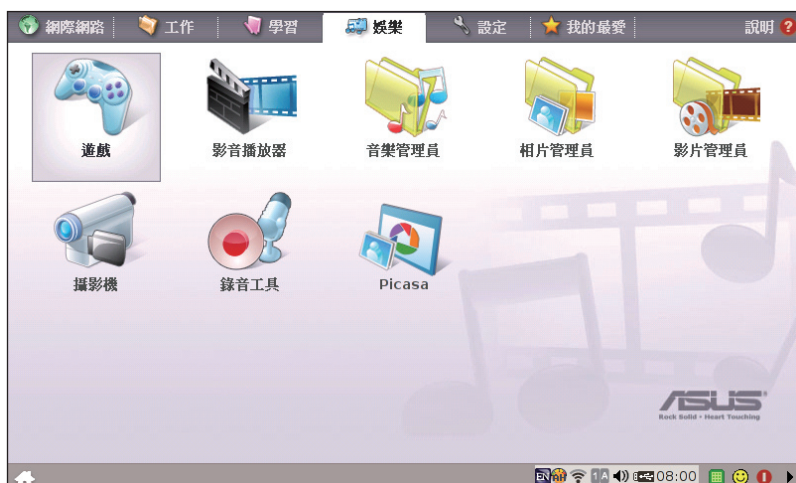 網際網路 工作 學習 娛樂 設定 我的最愛 說明 ?
遊戲 影音播放器 音樂管理員 相片管理員 影片管理員
攝影機 錄音工具 Picasa
ASUS
Rock Solid • Heart Touching
EN 1A 08:00